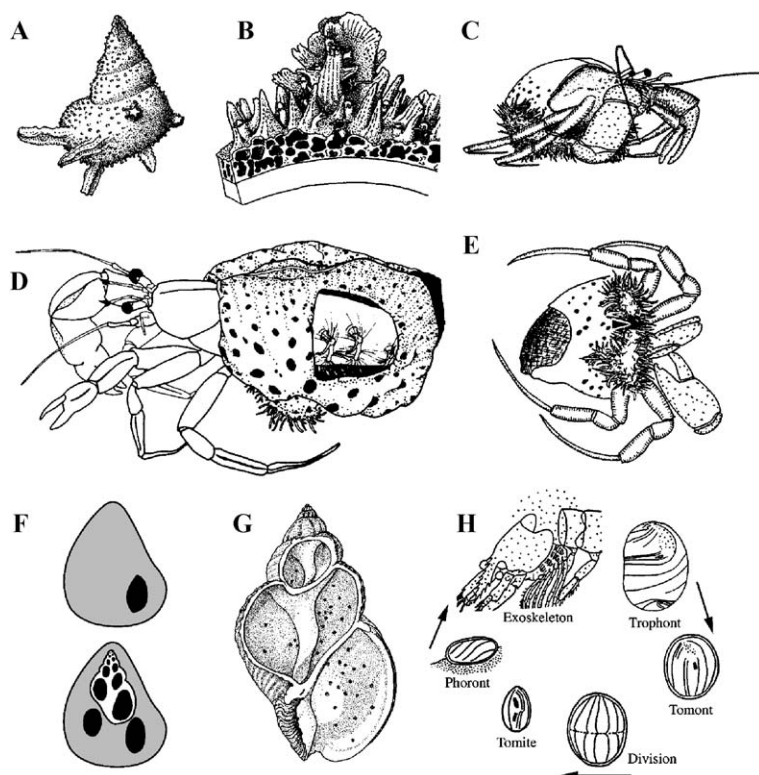 A
B
C
D
E
F
G
H
Exoskeleton
Trophont
Phoront
Tomont
Tomite
Division